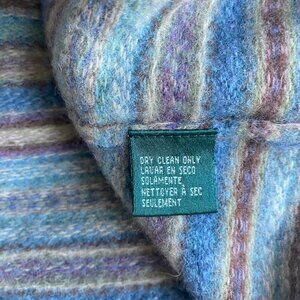 DRY CLEAN ONLY
LAVAR EN SECO
SOLAMENTE
NETTOYER À SEC
SEULEMENT